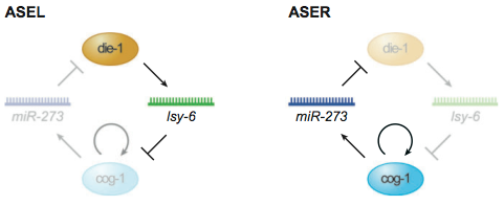 ASEL
ASER
die-1
die-1
miR-273
lsy-6
miR-273
lsy-6
cog-1
cog-1